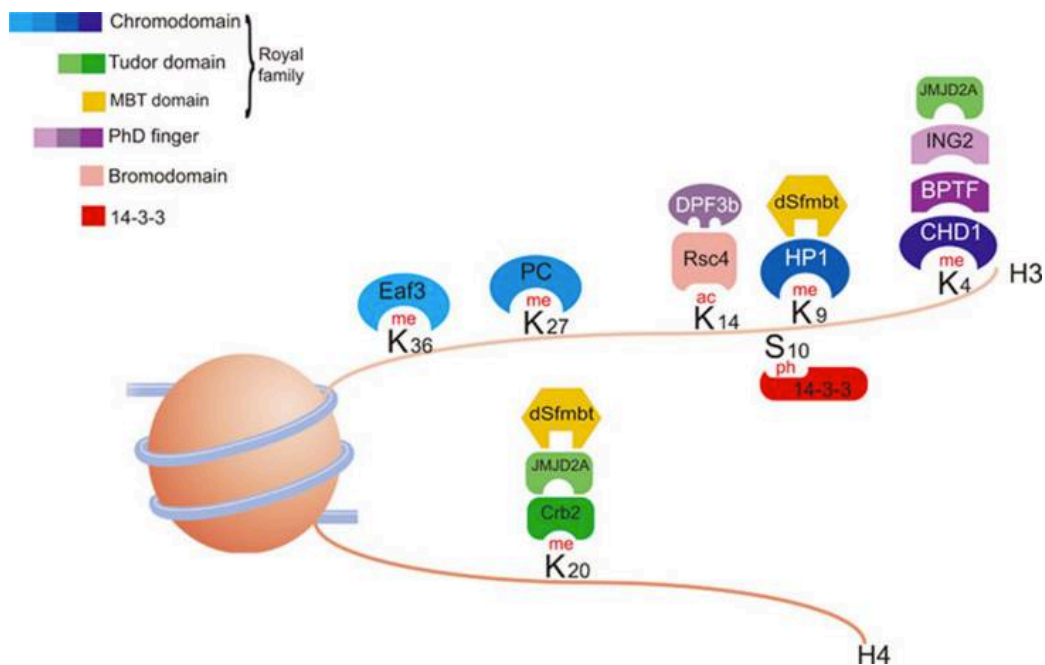 Chromodomain
Tudor domain
MBT domain
Royal
family
PhD finger
Bromodomain
14-3-3
JMJD2A
ING2
BPTF
CHD1
me
K4
H3
DPF3b
Rsc4
ac
K14
dSfmbt
HP1
me
K9
S10
ph
14-3-3
PC
me
K27
Eaf3
me
K36
dSfmbt
JMJD2A
Crb2
me
K20
H4